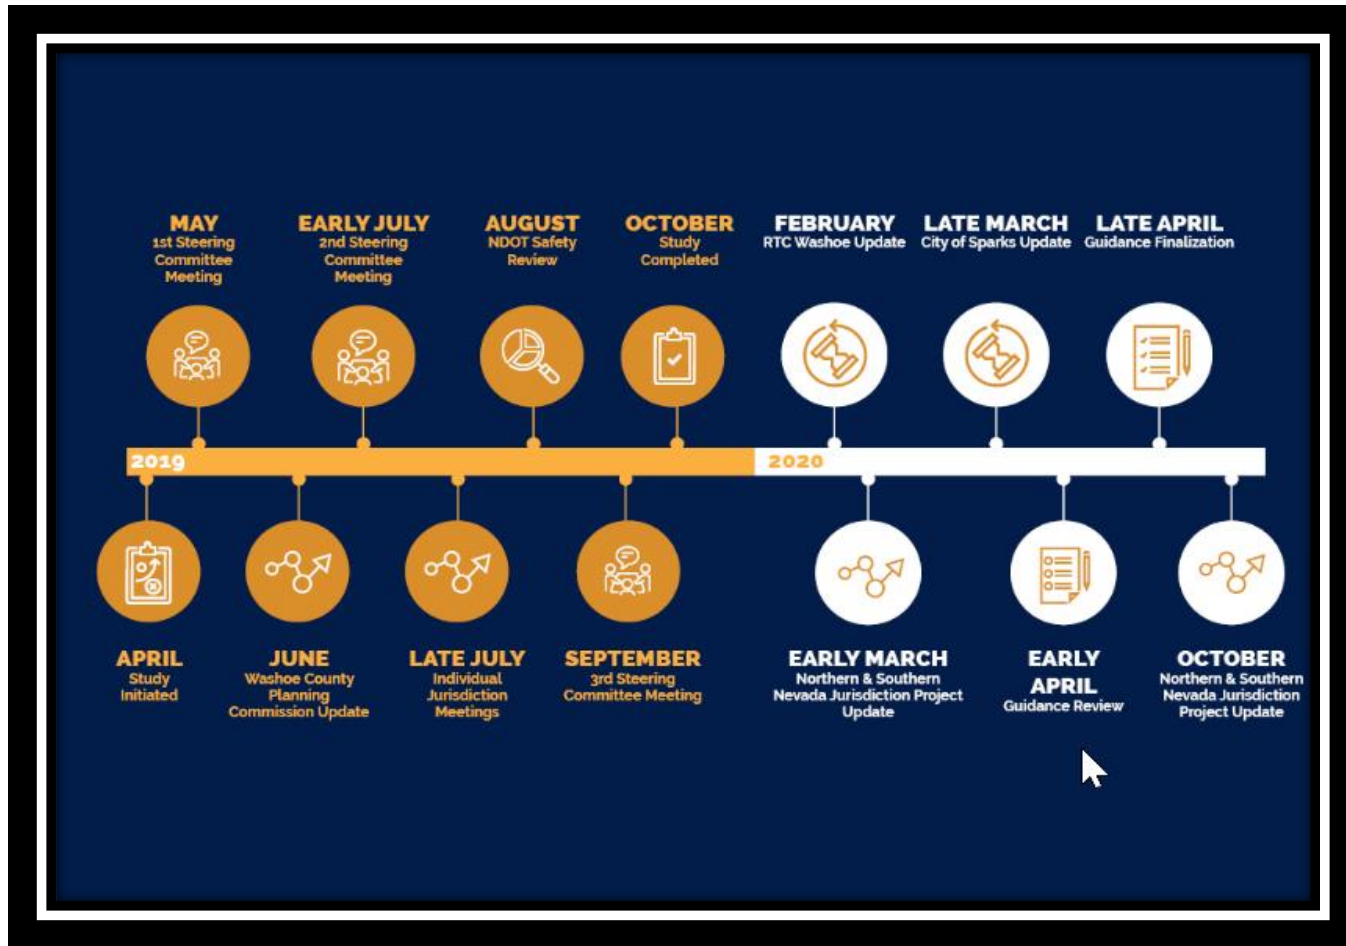 MAY
1st Steering
Committee
Meeting
EARLY JULY
2nd Steering
Committee
Meeting
AUGUST
NDOT Safety
Review
OCTOBER
Study
Completed
FEBRUARY
RTC Washoe Update
LATE MARCH
City of Sparks Update
LATE APRIL
Guidance Finalization
2019
2020
APRIL
Study
Initiated
JUNE
Washoe County
Planning
Commission Update
LATE JULY
Individual
Jurisdiction
Meetings
SEPTEMBER
3rd Steering
Committee Meeting
EARLY MARCH
Northern & Southern
Nevada Jurisdiction Project
Update
EARLY
APRIL
Guidance Review
OCTOBER
Northern & Southern
Nevada Jurisdiction
Project Update